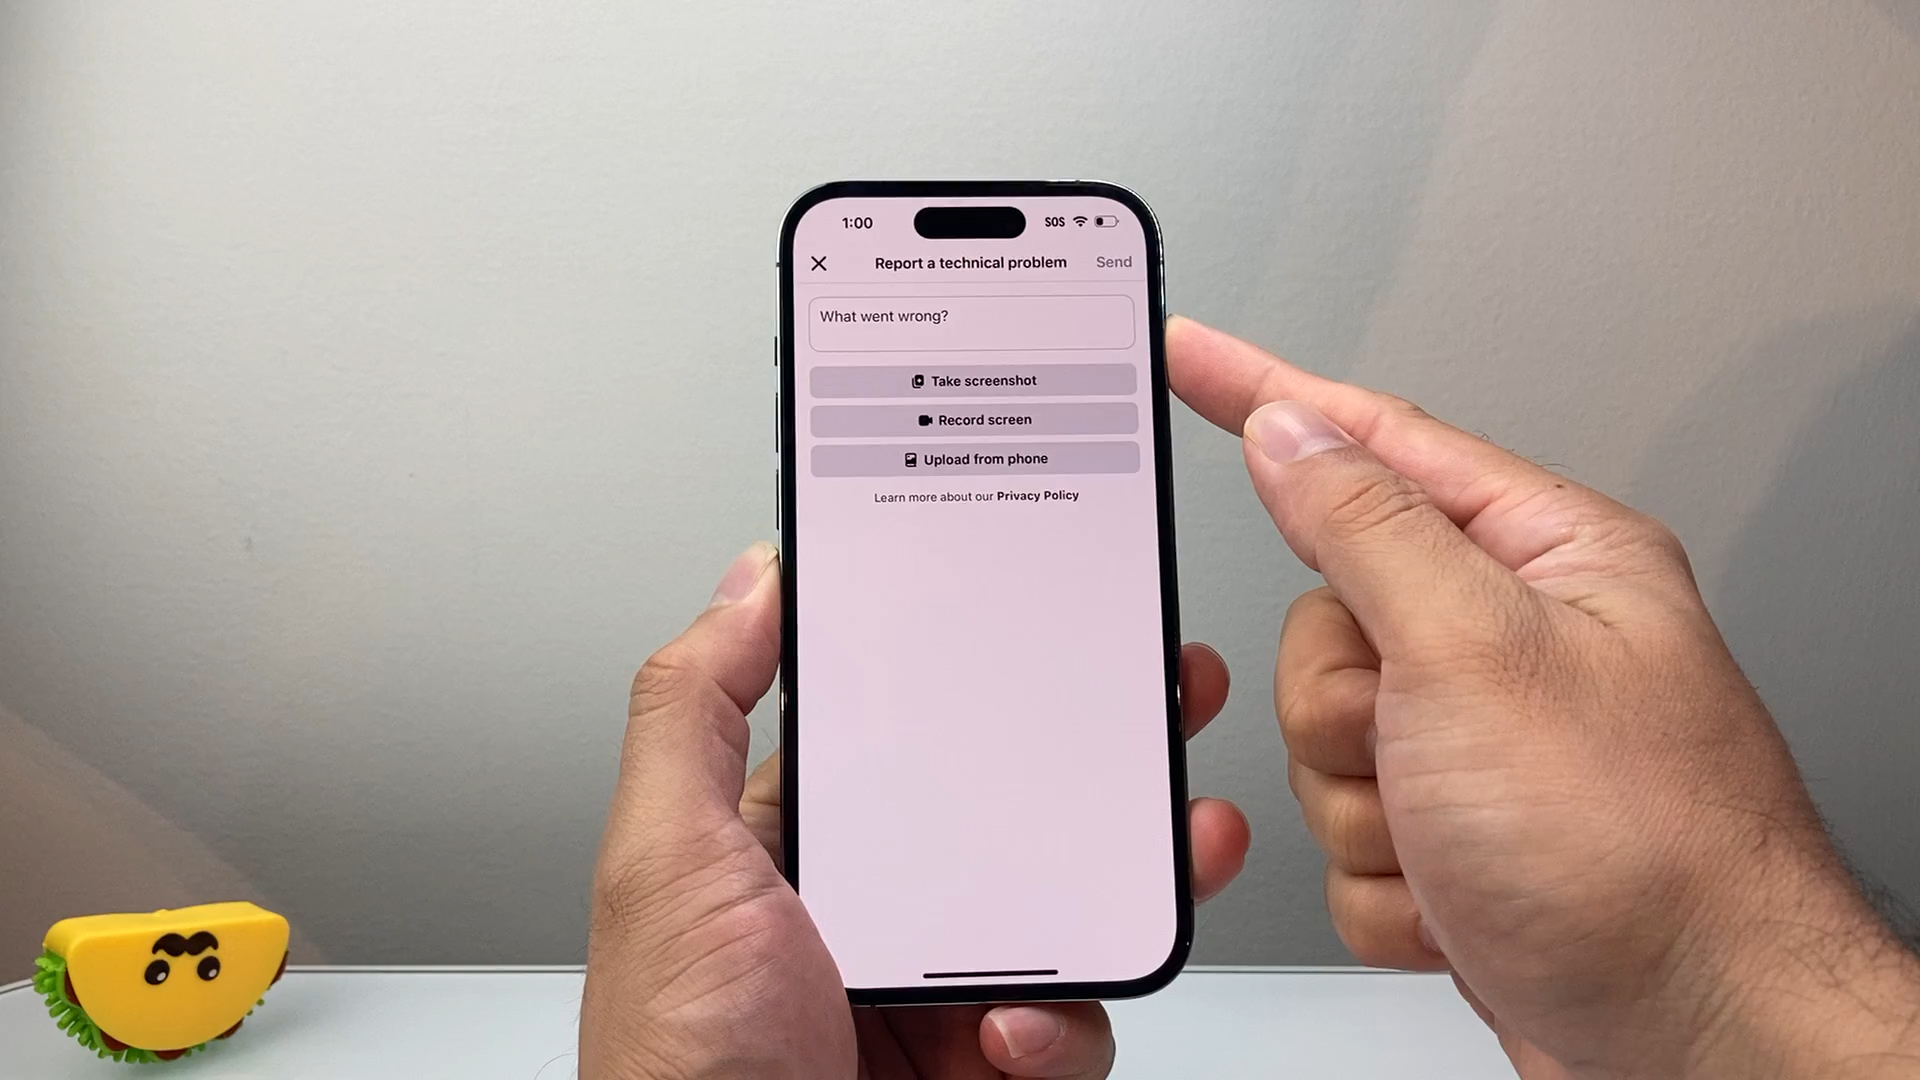 1:00 SOS
Report a technical problem Send
What went wrong?
Take screenshot
Record screen
Upload from phone
Learn more about our Privacy Policy